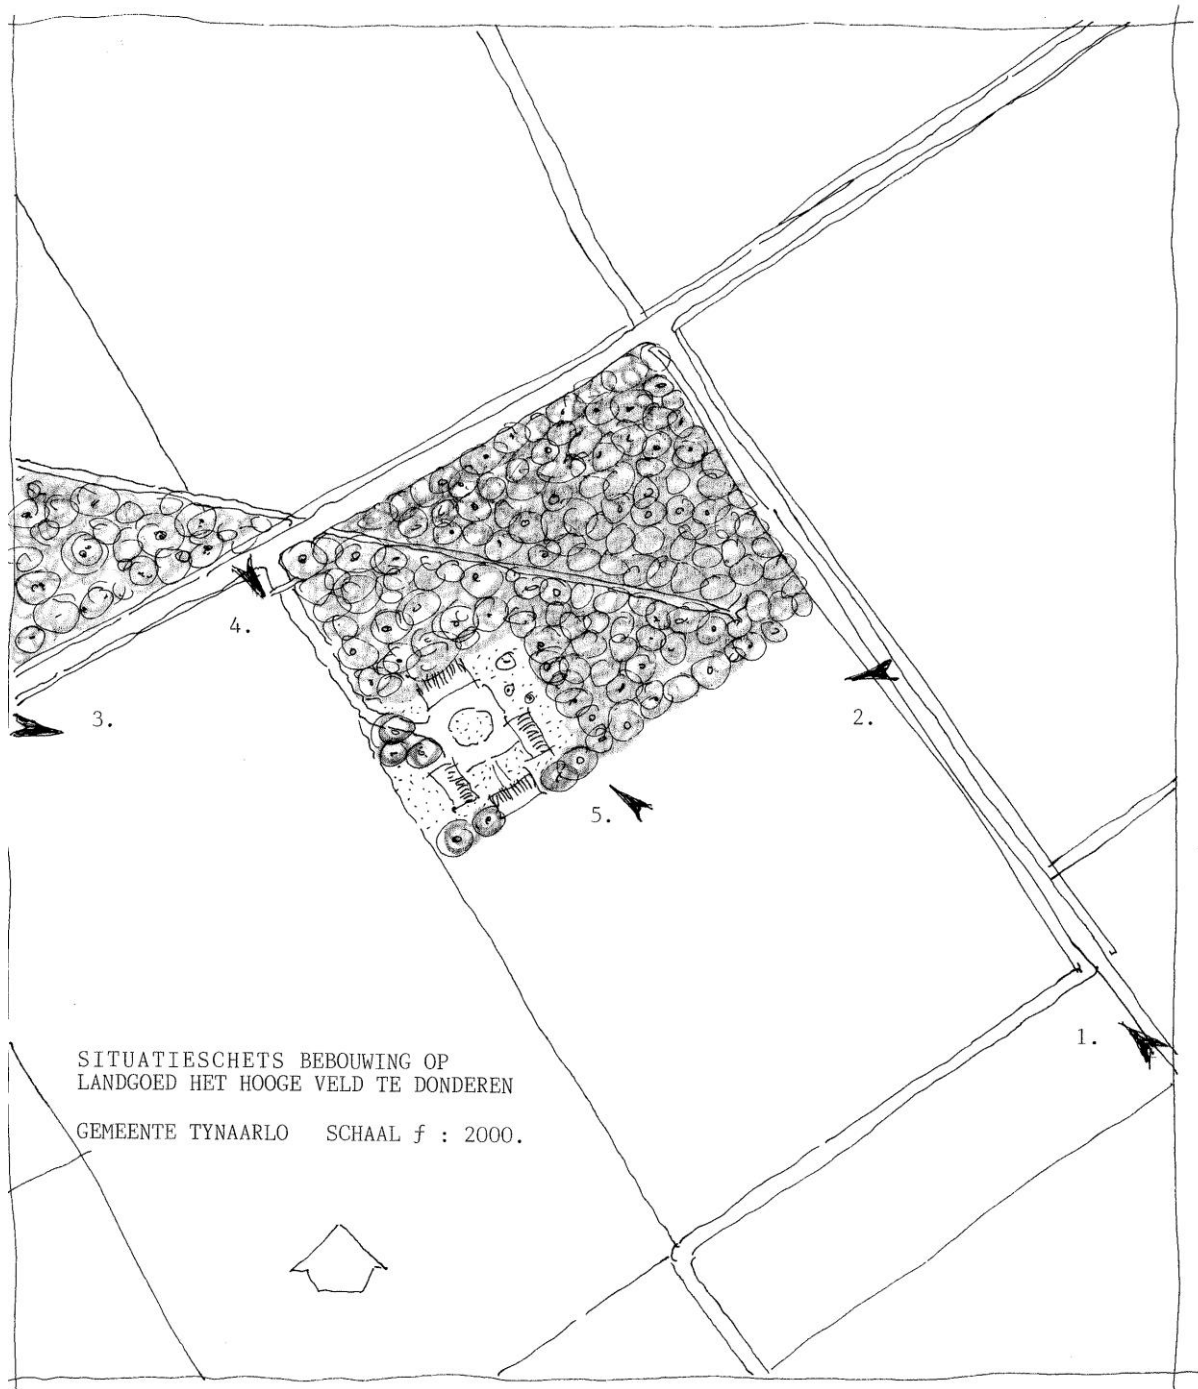 4.
3.
2.
5.
1.
SITUATIESCHETS BEBOUWING OP
LANDGOED HET HOOGE VELD TE DONDEREN
GEMEENTE TYNAARLO SCHAAL ƒ : 2000.